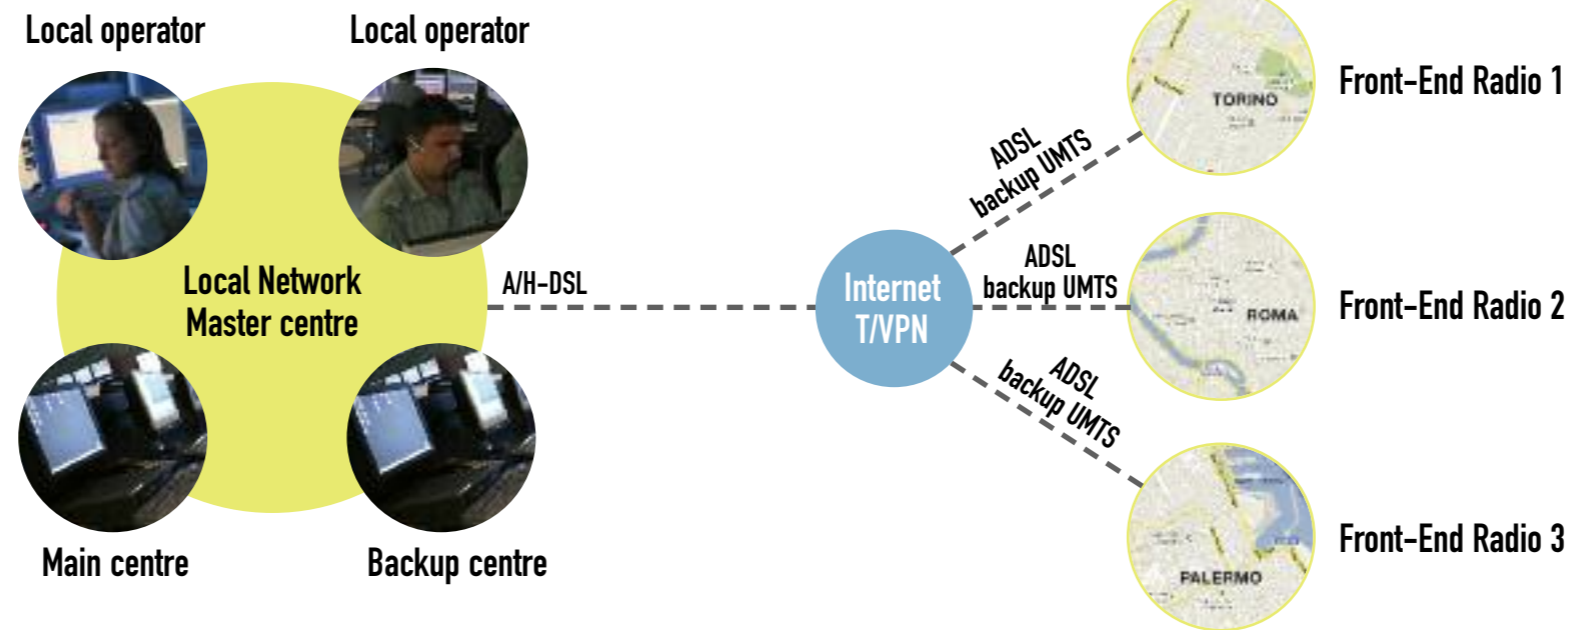 Local operator
Local operator
Local Network
Master centre
Main centre
Backup centre
A/H-DSL
Internet
T/VPN
ADSL
backup UMTS
ADSL
backup UMTS
ADSL
backup UMTS
TORINO
Front-End Radio 1
ROMA
Front-End Radio 2
PALERMO
Front-End Radio 3